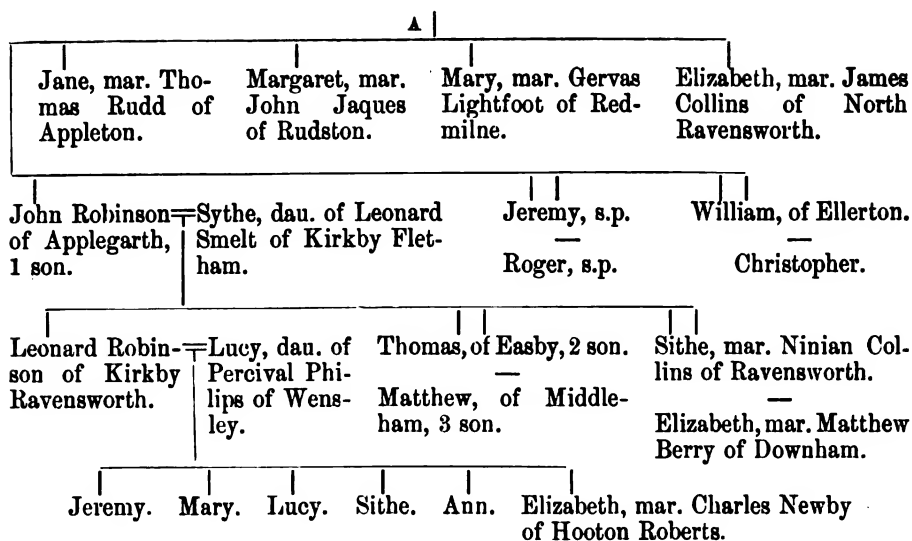 A
Jane, mar. Tho-
mas Rudd of
Appleton.
Margaret, mar.
John Jaques
of Rudston.
Mary, mar. Gervas
Lightfoot of Red-
milne.
Elizabeth, mar. James
Collins of North
Ravensworth.
John Robinson
of Applegarth,
1 son.
Sythe, dau. of Leonard
Smelt of Kirkby Flet-
ham.
Jeremy, s.p.
—
Roger, s.p.
William, of Ellerton.
—
Christopher.
Leonard Robin-
son of Kirkby
Ravensworth.
Lucy, dau. of
Percival Phi-
lips of Wens-
ley.
Thomas, of Easby, 2 son.
—
Matthew, of Middle-
ham, 3 son.
Sithe, mar. Ninian Col-
lins of Ravensworth.
—
Elizabeth, mar. Matthew
Berry of Downham.
Jeremy. Mary. Lucy. Sithe. Ann. Elizabeth, mar. Charles Newby
of Hooton Roberts.